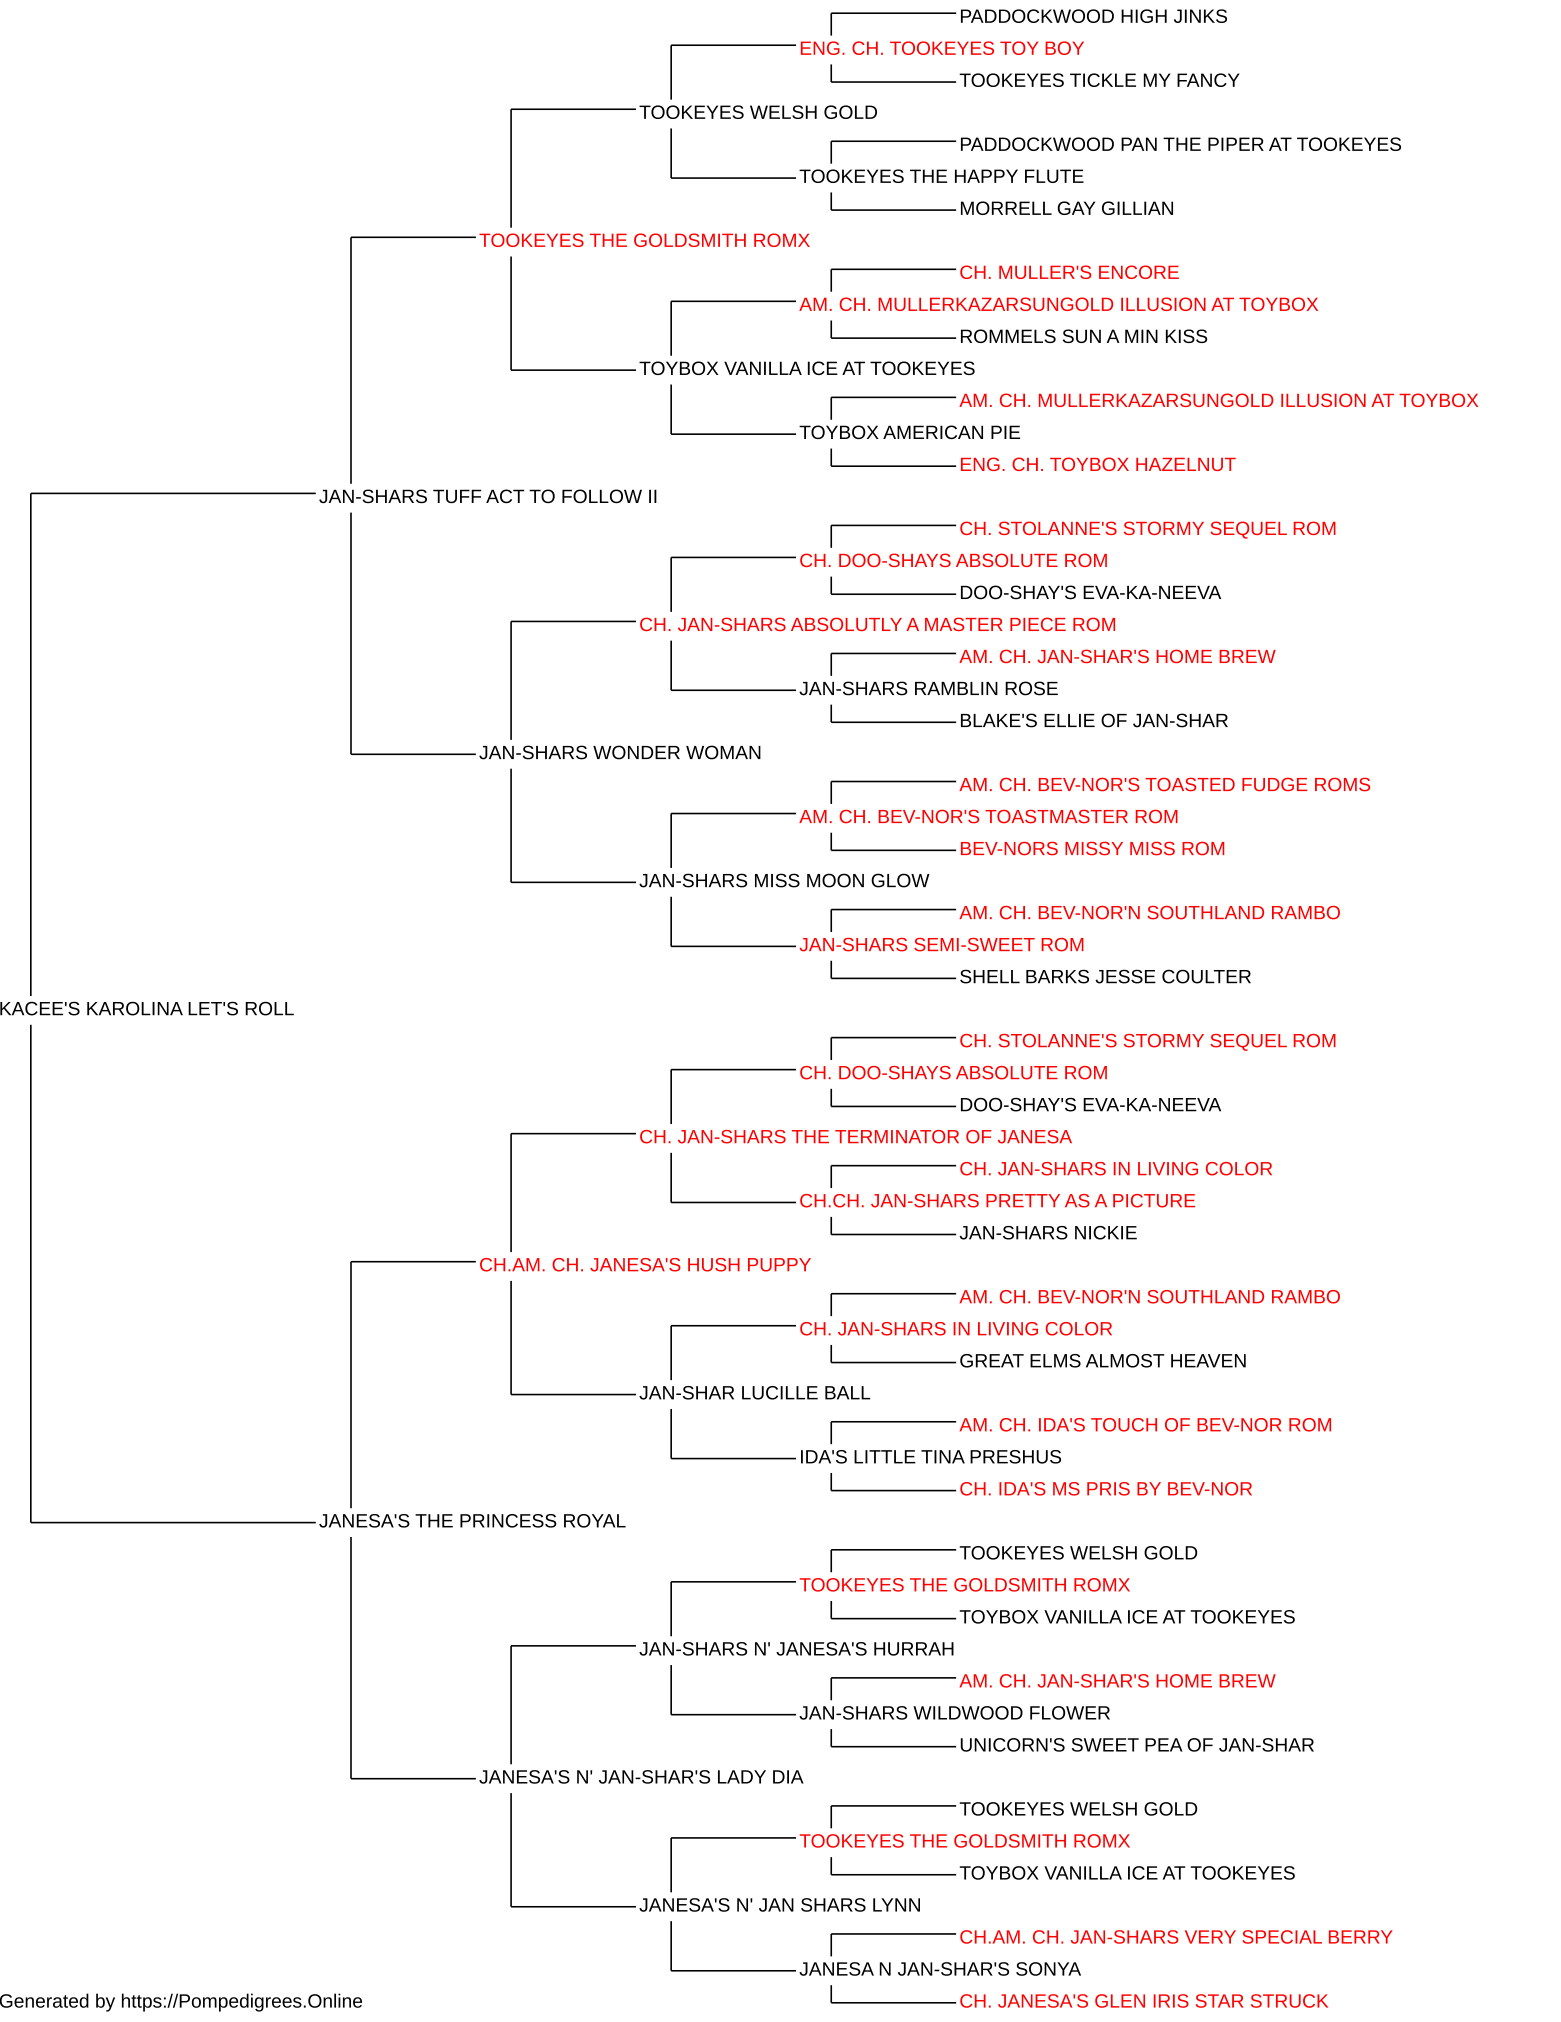 PADDOCKWOOD HIGH JINKS
ENG. CH. TOOKEYES TOY BOY
TOOKEYES TICKLE MY FANCY
TOOKEYES WELSH GOLD
PADDOCKWOOD PAN THE PIPER AT TOOKEYES
TOOKEYES THE HAPPY FLUTE
MORRELL GAY GILLIAN
TOOKEYES THE GOLDSMITH ROMX
CH. MULLER'S ENCORE
AM. CH. MULLERKAZARSUNGOLD ILLUSION AT TOYBOX
ROMMELS SUN A MIN KISS
TOYBOX VANILLA ICE AT TOOKEYES
AM. CH. MULLERKAZARSUNGOLD ILLUSION AT TOYBOX
TOYBOX AMERICAN PIE
ENG. CH. TOYBOX HAZELNUT
JAN-SHARS TUFF ACT TO FOLLOW II
CH. STOLANNE'S STORMY SEQUEL ROM
CH. DOO-SHAYS ABSOLUTE ROM
DOO-SHAY'S EVA-KA-NEEVA
CH. JAN-SHARS ABSOLUTLY A MASTER PIECE ROM
AM. CH. JAN-SHAR'S HOME BREW
JAN-SHARS RAMBLIN ROSE
BLAKE'S ELLIE OF JAN-SHAR
JAN-SHARS WONDER WOMAN
AM. CH. BEV-NOR'S TOASTED FUDGE ROMS
AM. CH. BEV-NOR'S TOASTMASTER ROM
BEV-NORS MISSY MISS ROM
JAN-SHARS MISS MOON GLOW
AM. CH. BEV-NOR'N SOUTHLAND RAMBO
JAN-SHARS SEMI-SWEET ROM
SHELL BARKS JESSE COULTER
KACEE'S KAROLINA LET'S ROLL
CH. STOLANNE'S STORMY SEQUEL ROM
CH. DOO-SHAYS ABSOLUTE ROM
DOO-SHAY'S EVA-KA-NEEVA
CH. JAN-SHARS THE TERMINATOR OF JANESA
CH. JAN-SHARS IN LIVING COLOR
CH.CH. JAN-SHARS PRETTY AS A PICTURE
JAN-SHARS NICKIE
CH.AM. CH. JANESA'S HUSH PUPPY
AM. CH. BEV-NOR'N SOUTHLAND RAMBO
CH. JAN-SHARS IN LIVING COLOR
GREAT ELMS ALMOST HEAVEN
JAN-SHAR LUCILLE BALL
AM. CH. IDA'S TOUCH OF BEV-NOR ROM
IDA'S LITTLE TINA PRESHUS
CH. IDA'S MS PRIS BY BEV-NOR
JANESA'S THE PRINCESS ROYAL
TOOKEYES WELSH GOLD
TOOKEYES THE GOLDSMITH ROMX
TOYBOX VANILLA ICE AT TOOKEYES
JAN-SHARS N' JANESA'S HURRAH
AM. CH. JAN-SHAR'S HOME BREW
JAN-SHARS WILDWOOD FLOWER
UNICORN'S SWEET PEA OF JAN-SHAR
JANESA'S N' JAN-SHAR'S LADY DIA
TOOKEYES WELSH GOLD
TOOKEYES THE GOLDSMITH ROMX
TOYBOX VANILLA ICE AT TOOKEYES
JANESA'S N' JAN SHARS LYNN
CH.AM. CH. JAN-SHARS VERY SPECIAL BERRY
JANESA N JAN-SHAR'S SONYA
CH. JANESA'S GLEN IRIS STAR STRUCK
Generated by https://Pompedigrees.Online